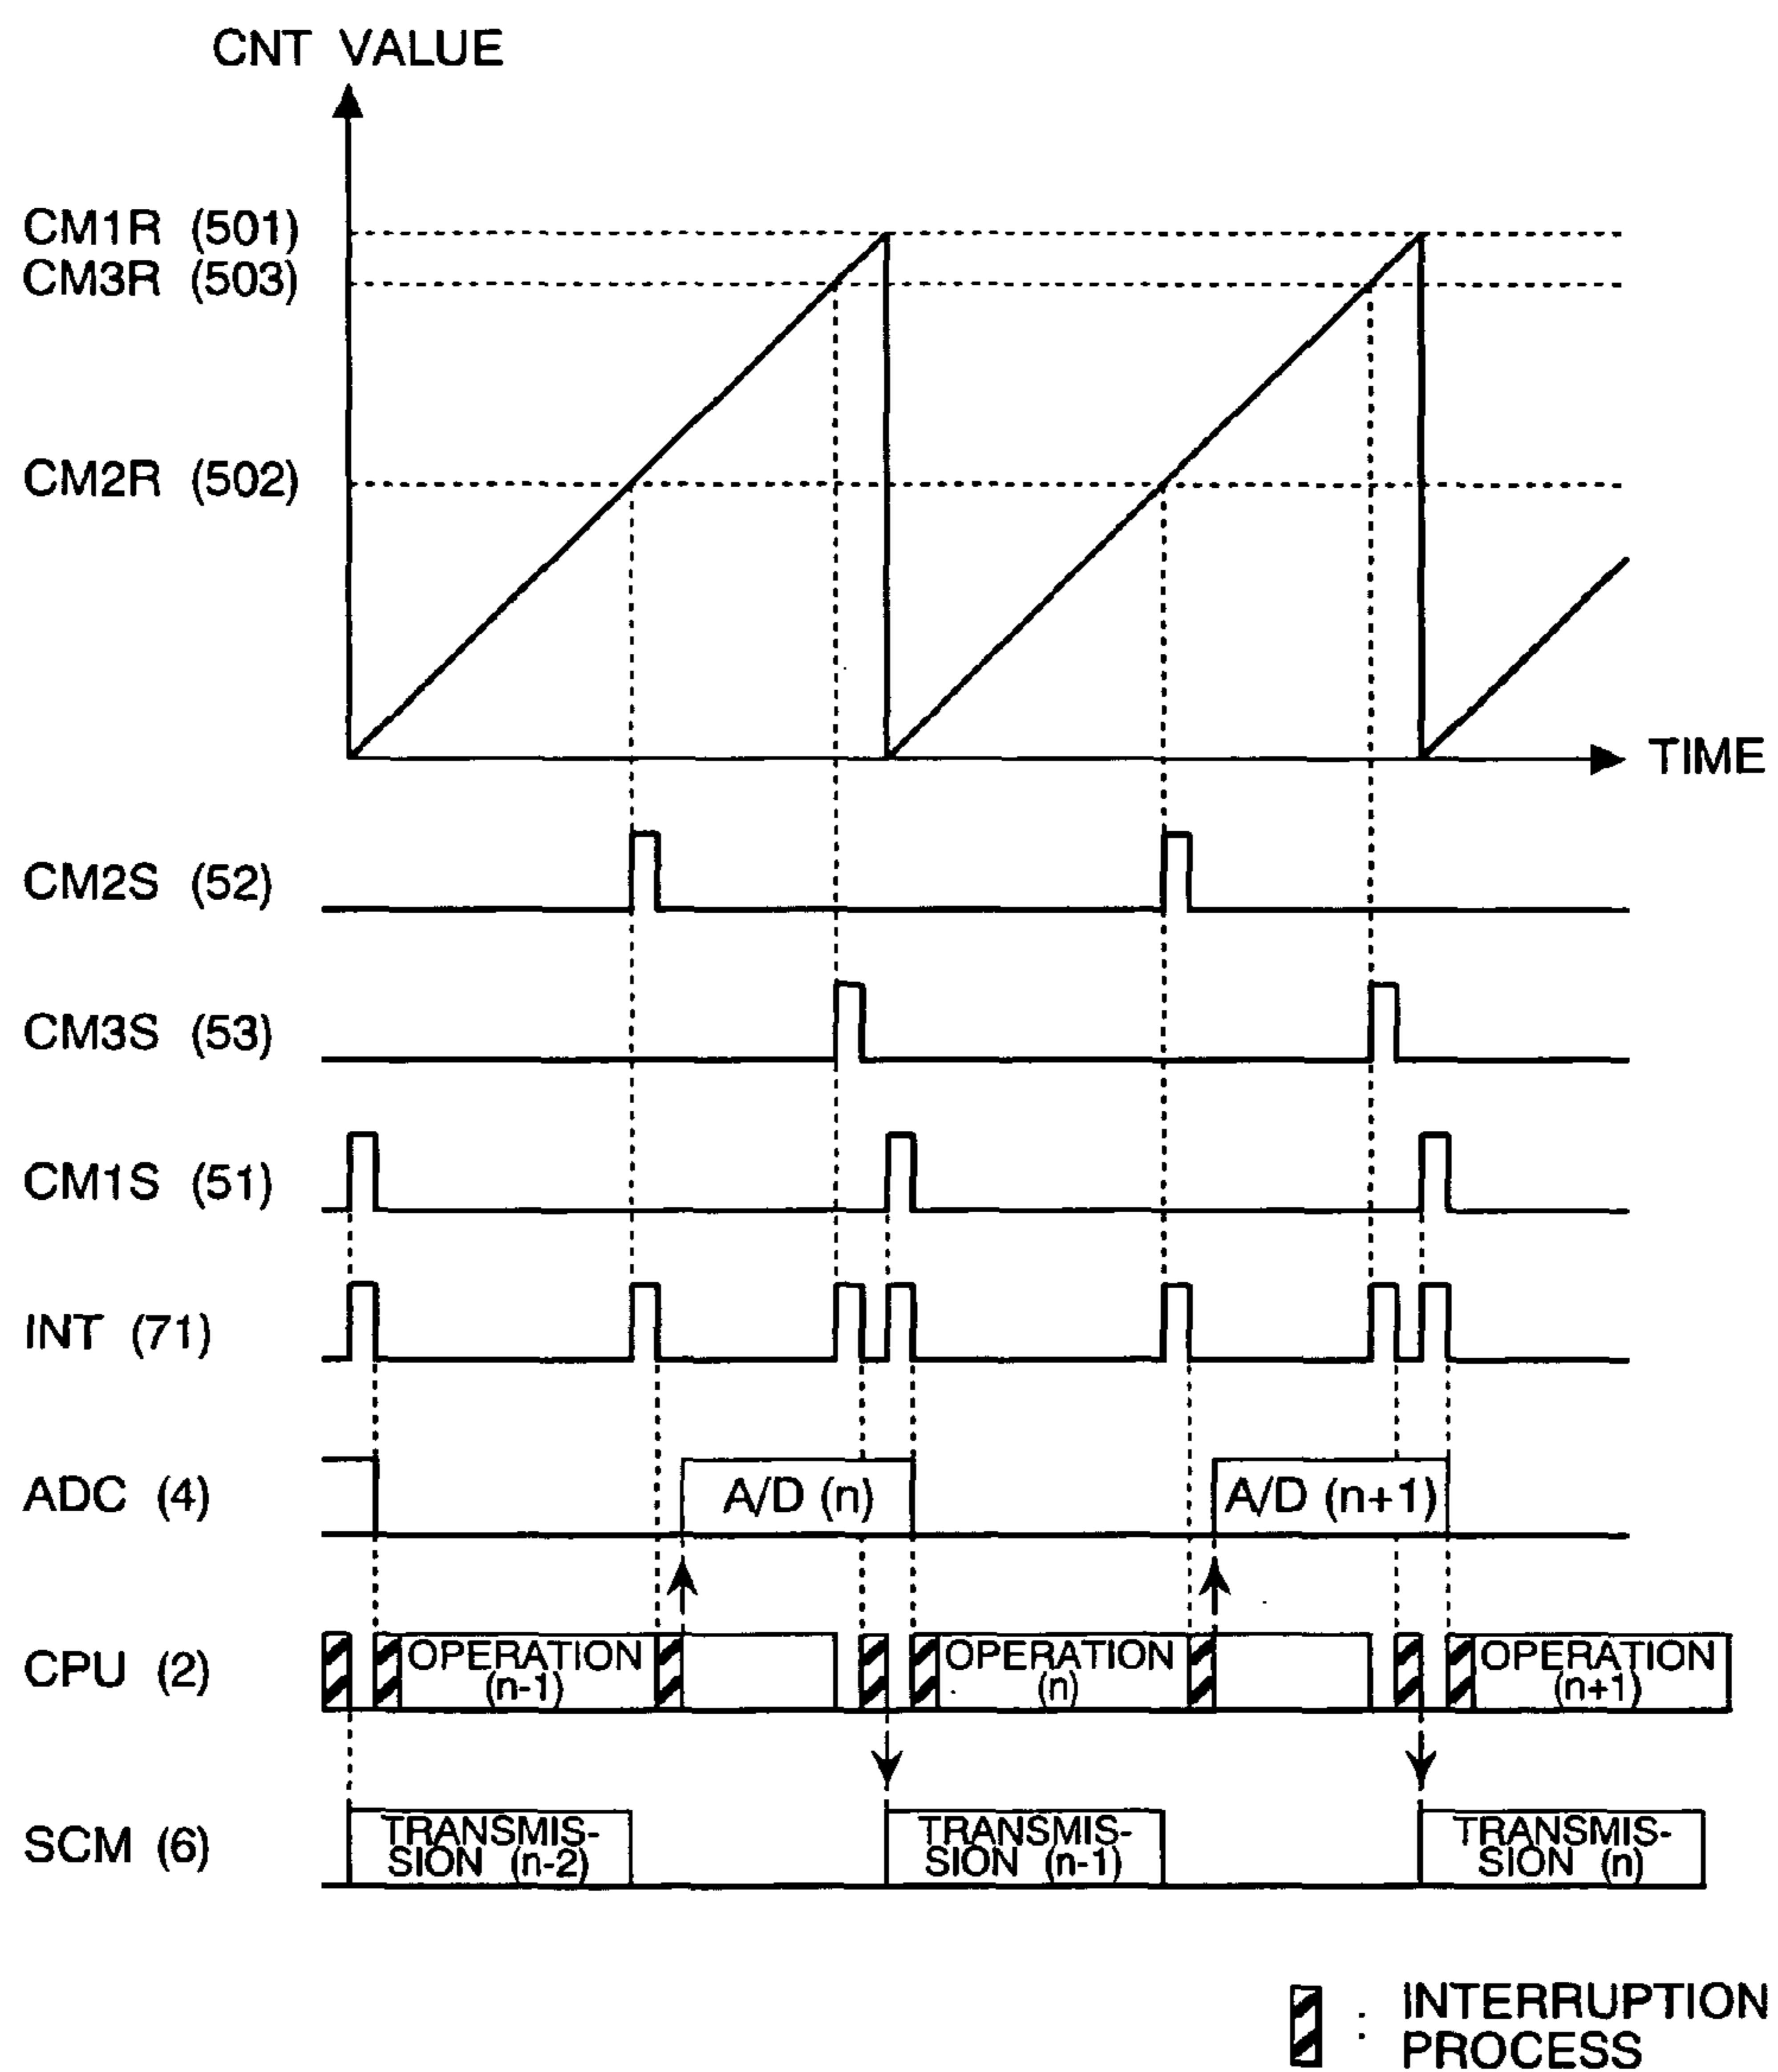 CNT VALUE
CM1R (501)
CM3R (503)
CM2R (502)
TIME
CM2S (52)
CM3S (53)
CM1S (51)
INT (71)
ADC (4)
A/D (n)
A/D (n+1)
CPU (2)
OPERATION
(n-1)
OPERATION
(n)
OPERATION
(n+1)
SCM (6)
TRANSMIS-
SION (n-2)
TRANSMIS-
SION (n-1)
TRANSMIS-
SION (n)
: INTERRUPTION
PROCESS